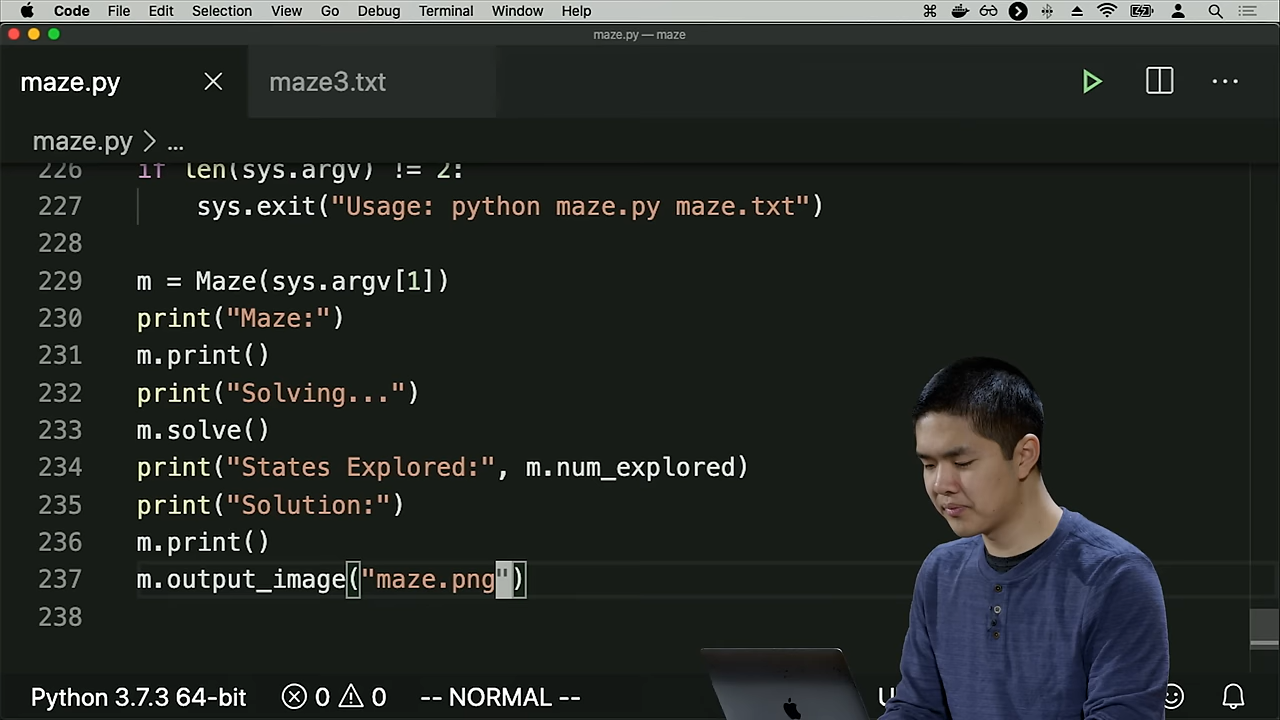 Code File Edit Selection View Go Debug Terminal Window Help
maze.py — maze
maze.py maze3.txt
maze.py > ...
226 if len(sys.argv) != 2:
227 sys.exit("Usage: python maze.py maze.txt")
228
229 m = Maze(sys.argv[1])
230 print("Maze:")
231 m.print()
232 print("Solving...")
233 m.solve()
234 print("States Explored:", m.num_explored)
235 print("Solution:")
236 m.print()
237 m.output_image("maze.png")
238
Python 3.7.3 64-bit 0 0 -- NORMAL --